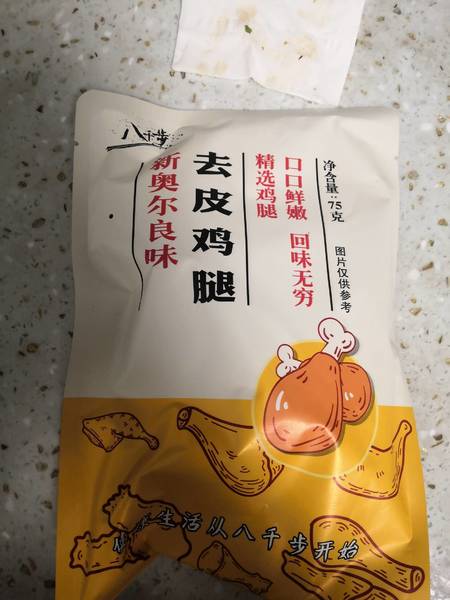 八千步
净含量:75克
图片仅供参考
口口鲜嫩 回味无穷
精选鸡腿
去皮鸡腿
新奥尔良味
生活从八千步开始